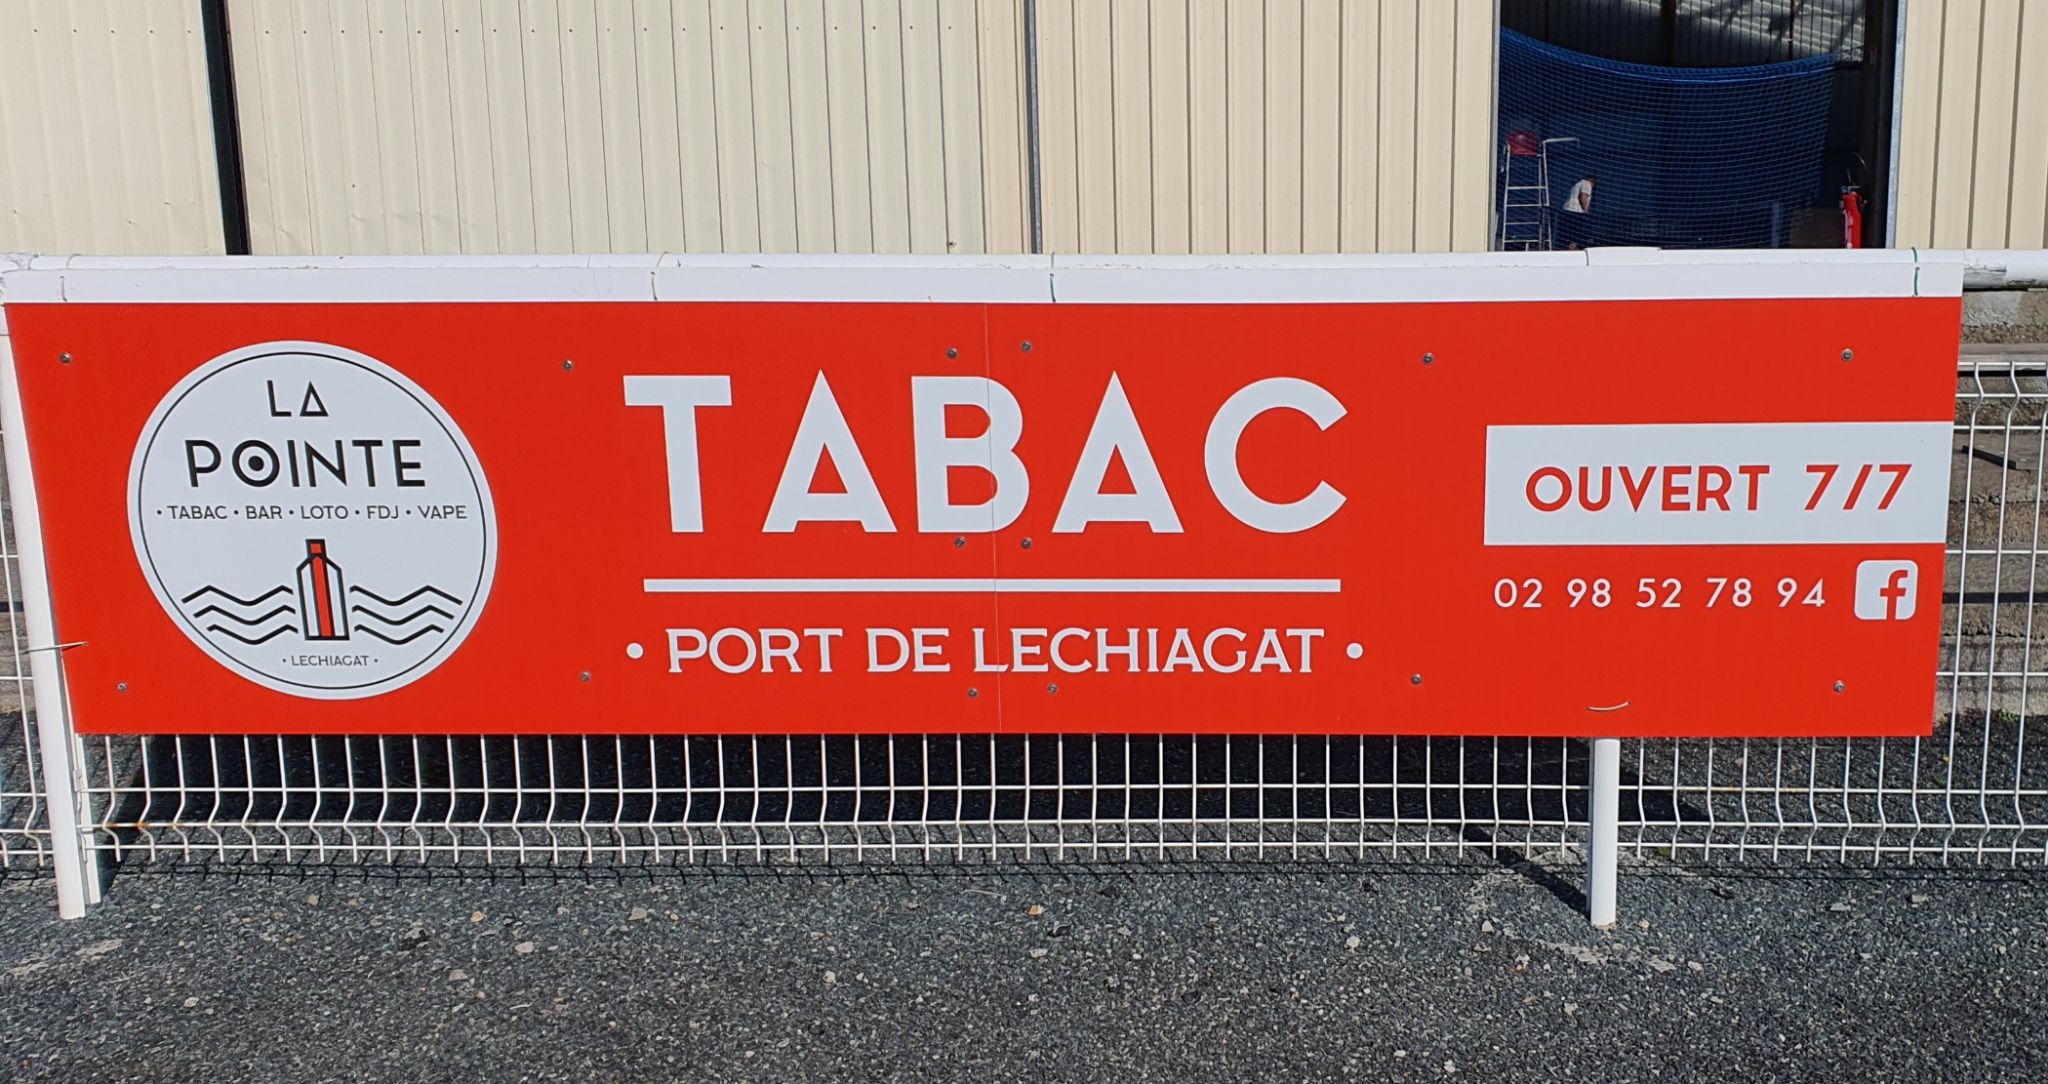 LA
POINTE
• TABAC • BAR • LOTO • FDJ • VAPE
• LECHIAGAT •
TABAC
• PORT DE LECHIAGAT •
OUVERT 7/7
02 98 52 78 94 f